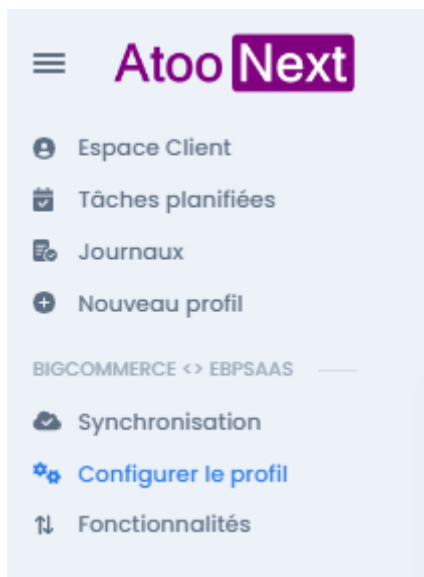 Atoo Next
Espace Client
Tâches planifiées
Journaux
Nouveau profil
BIGCOMMERCE <> EBPSAAS
Synchronisation
Configurer le profil
Fonctionnalités